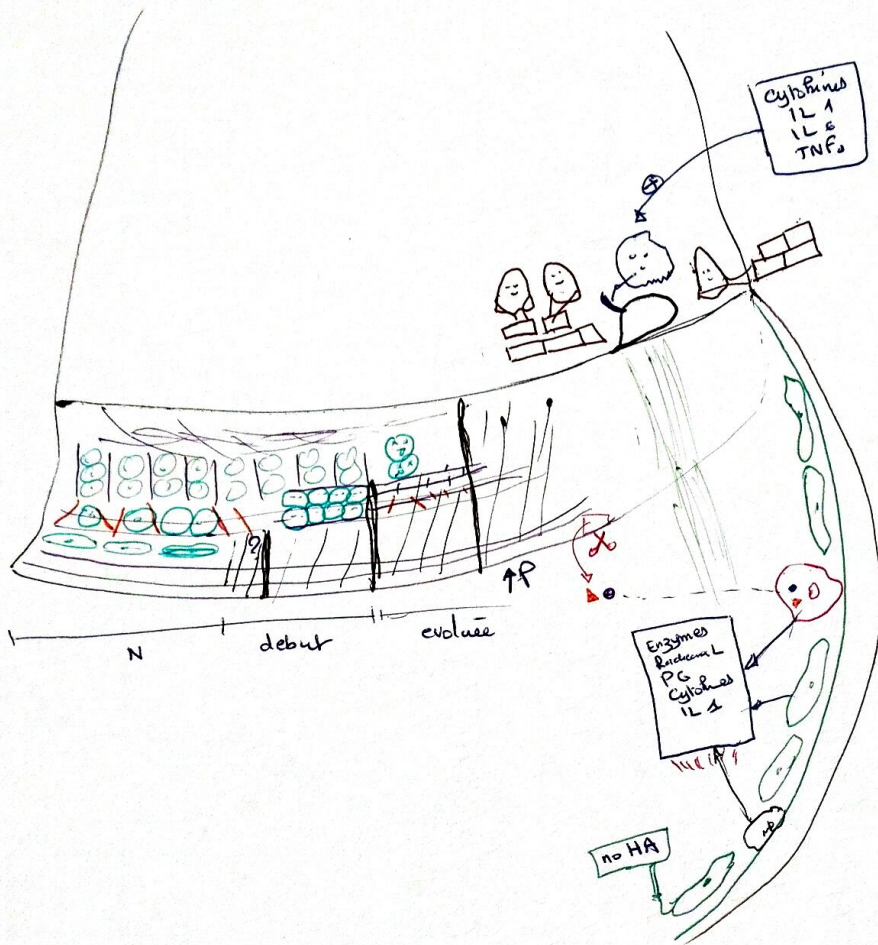 Cytokines
IL 1
IL 6
TNFα
⊕
?
↑P
N
debut
evoluée
Enzymes
Radicaux L
PG
Cytokines
IL 1
no HA